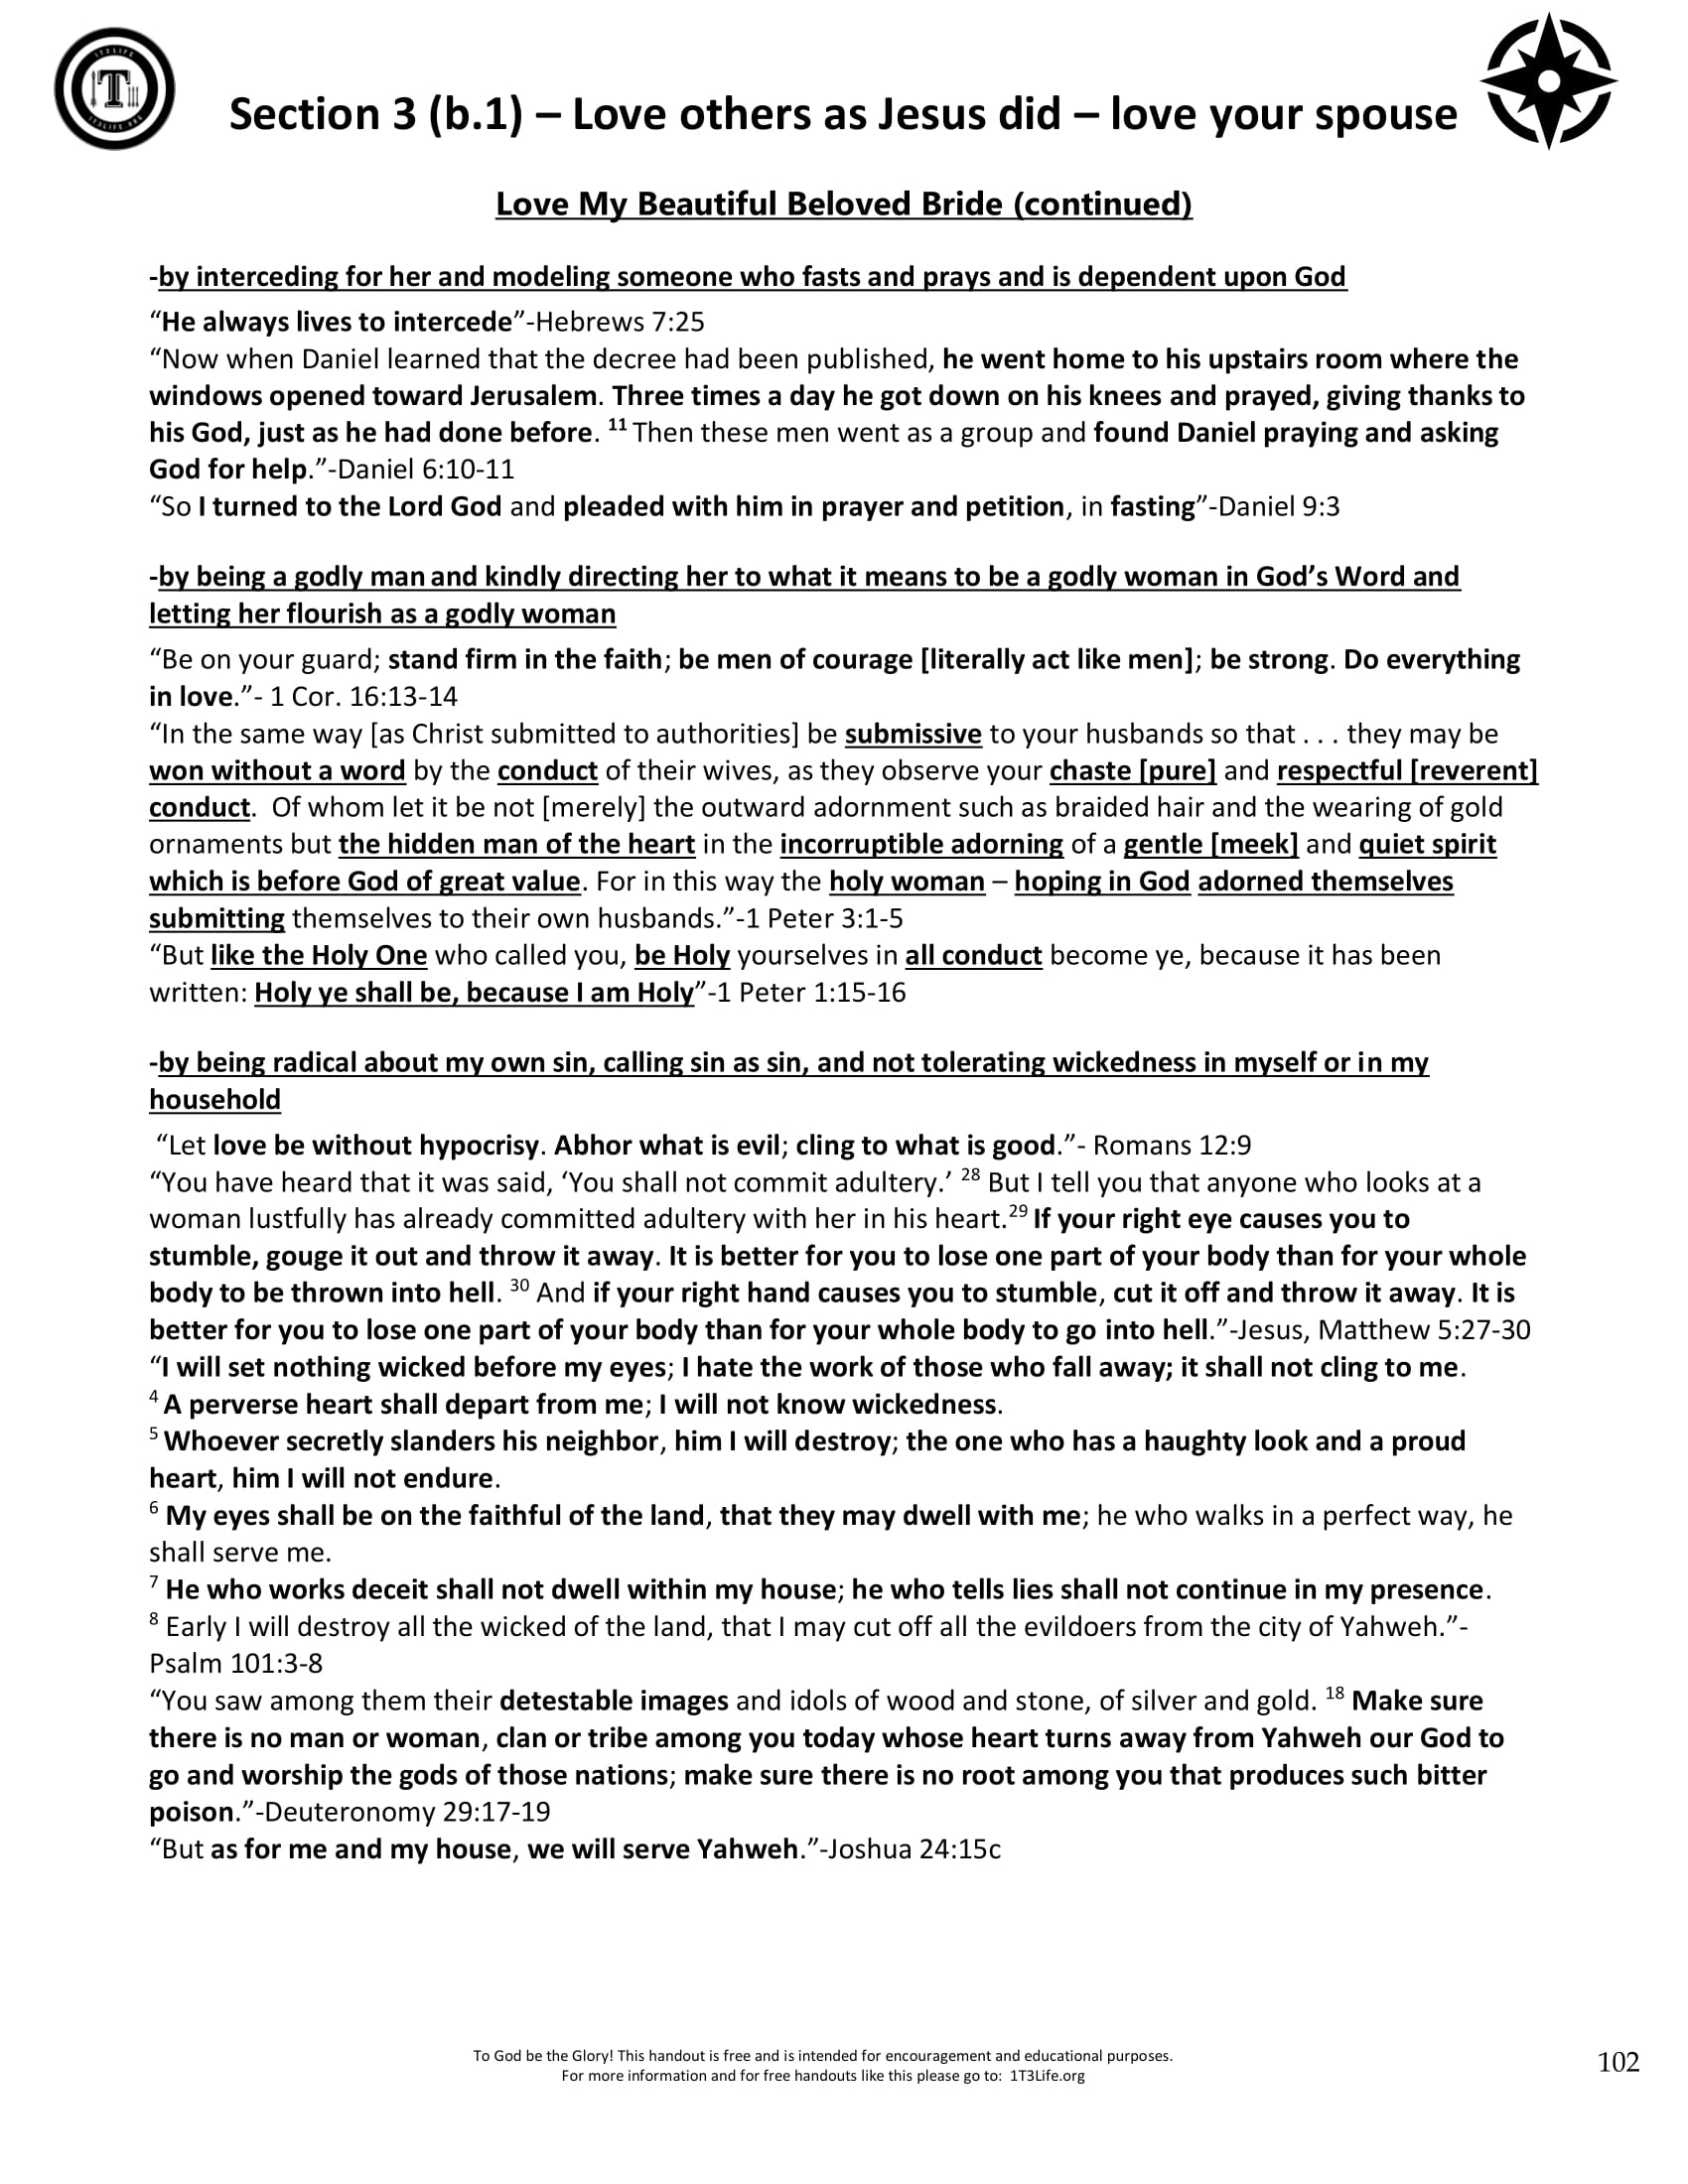 1T3LIFE
T
1T3LIFE.ORG
Section 3 (b.1) – Love others as Jesus did – love your spouse
Love My Beautiful Beloved Bride (continued)
-by interceding for her and modeling someone who fasts and prays and is dependent upon God
“He always lives to intercede”-Hebrews 7:25
“Now when Daniel learned that the decree had been published, he went home to his upstairs room where the
windows opened toward Jerusalem. Three times a day he got down on his knees and prayed, giving thanks to
his God, just as he had done before. 11 Then these men went as a group and found Daniel praying and asking
God for help.”-Daniel 6:10-11
“So I turned to the Lord God and pleaded with him in prayer and petition, in fasting”-Daniel 9:3
-by being a godly man and kindly directing her to what it means to be a godly woman in God’s Word and
letting her flourish as a godly woman
“Be on your guard; stand firm in the faith; be men of courage [literally act like men]; be strong. Do everything
in love.”- 1 Cor. 16:13-14
“In the same way [as Christ submitted to authorities] be submissive to your husbands so that . . . they may be
won without a word by the conduct of their wives, as they observe your chaste [pure] and respectful [reverent]
conduct.  Of whom let it be not [merely] the outward adornment such as braided hair and the wearing of gold
ornaments but the hidden man of the heart in the incorruptible adorning of a gentle [meek] and quiet spirit
which is before God of great value. For in this way the holy woman – hoping in God adorned themselves
submitting themselves to their own husbands.”-1 Peter 3:1-5
“But like the Holy One who called you, be Holy yourselves in all conduct become ye, because it has been
written: Holy ye shall be, because I am Holy”-1 Peter 1:15-16
-by being radical about my own sin, calling sin as sin, and not tolerating wickedness in myself or in my
household
“Let love be without hypocrisy. Abhor what is evil; cling to what is good.”- Romans 12:9
“You have heard that it was said, ‘You shall not commit adultery.’ 28 But I tell you that anyone who looks at a
woman lustfully has already committed adultery with her in his heart.29 If your right eye causes you to
stumble, gouge it out and throw it away. It is better for you to lose one part of your body than for your whole
body to be thrown into hell. 30 And if your right hand causes you to stumble, cut it off and throw it away. It is
better for you to lose one part of your body than for your whole body to go into hell.”-Jesus, Matthew 5:27-30
“I will set nothing wicked before my eyes; I hate the work of those who fall away; it shall not cling to me.
4 A perverse heart shall depart from me; I will not know wickedness.
5 Whoever secretly slanders his neighbor, him I will destroy; the one who has a haughty look and a proud
heart, him I will not endure.
6 My eyes shall be on the faithful of the land, that they may dwell with me; he who walks in a perfect way, he
shall serve me.
7 He who works deceit shall not dwell within my house; he who tells lies shall not continue in my presence.
8 Early I will destroy all the wicked of the land, that I may cut off all the evildoers from the city of Yahweh.”-
Psalm 101:3-8
“You saw among them their detestable images and idols of wood and stone, of silver and gold. 18 Make sure
there is no man or woman, clan or tribe among you today whose heart turns away from Yahweh our God to
go and worship the gods of those nations; make sure there is no root among you that produces such bitter
poison.”-Deuteronomy 29:17-19
“But as for me and my house, we will serve Yahweh.”-Joshua 24:15c
To God be the Glory! This handout is free and is intended for encouragement and educational purposes.
For more information and for free handouts like this please go to:  1T3Life.org
102